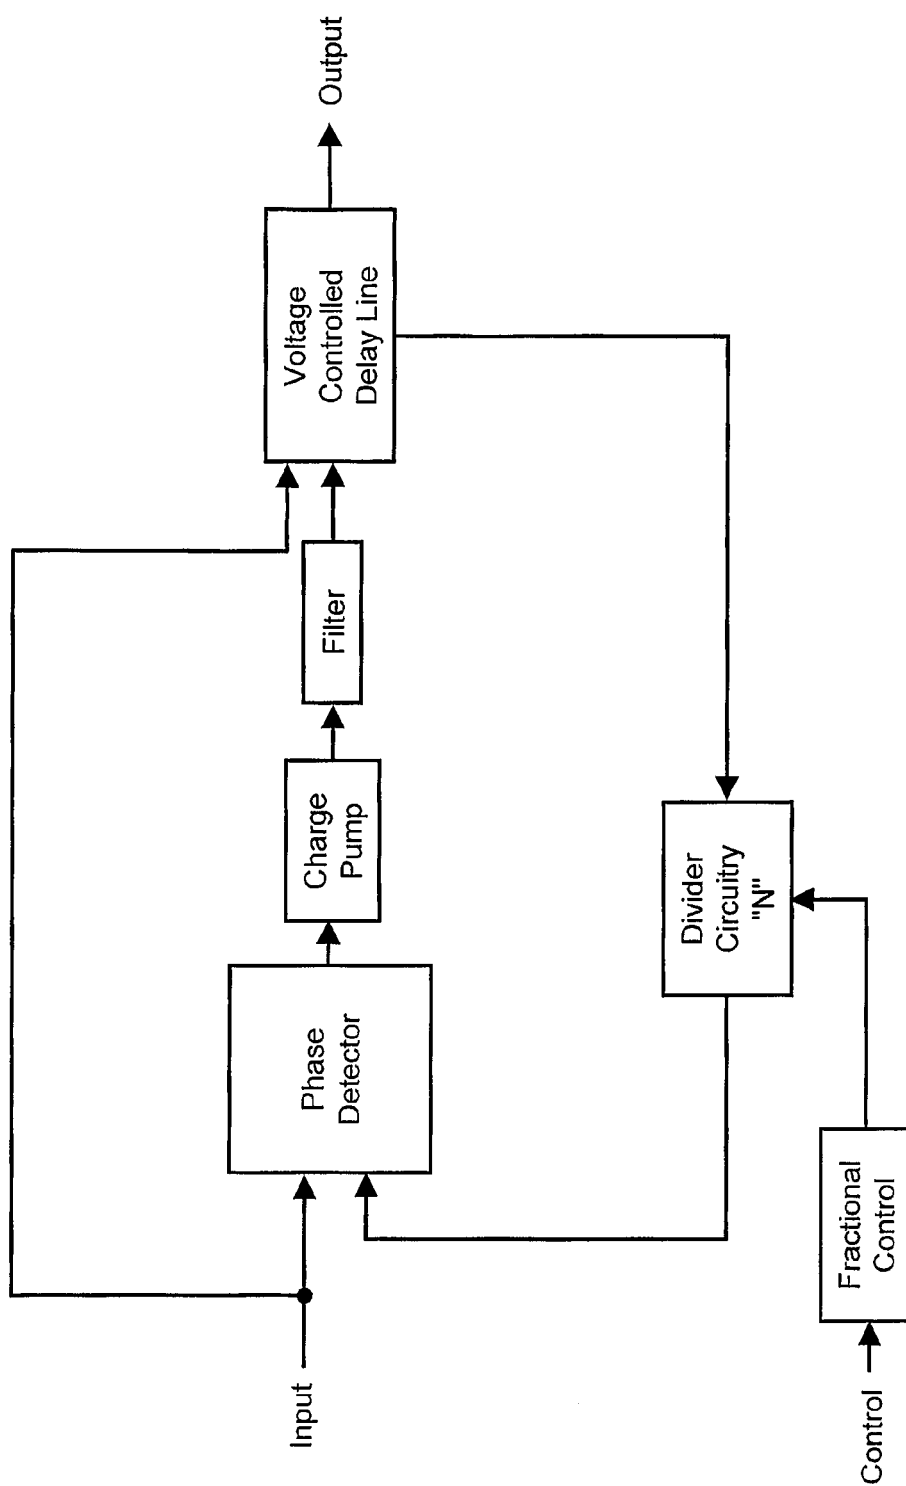 Input
Phase
Detector
Charge
Pump
Filter
Voltage
Controlled
Delay Line
Output
Divider
Circuitry
"N"
Control
Fractional
Control